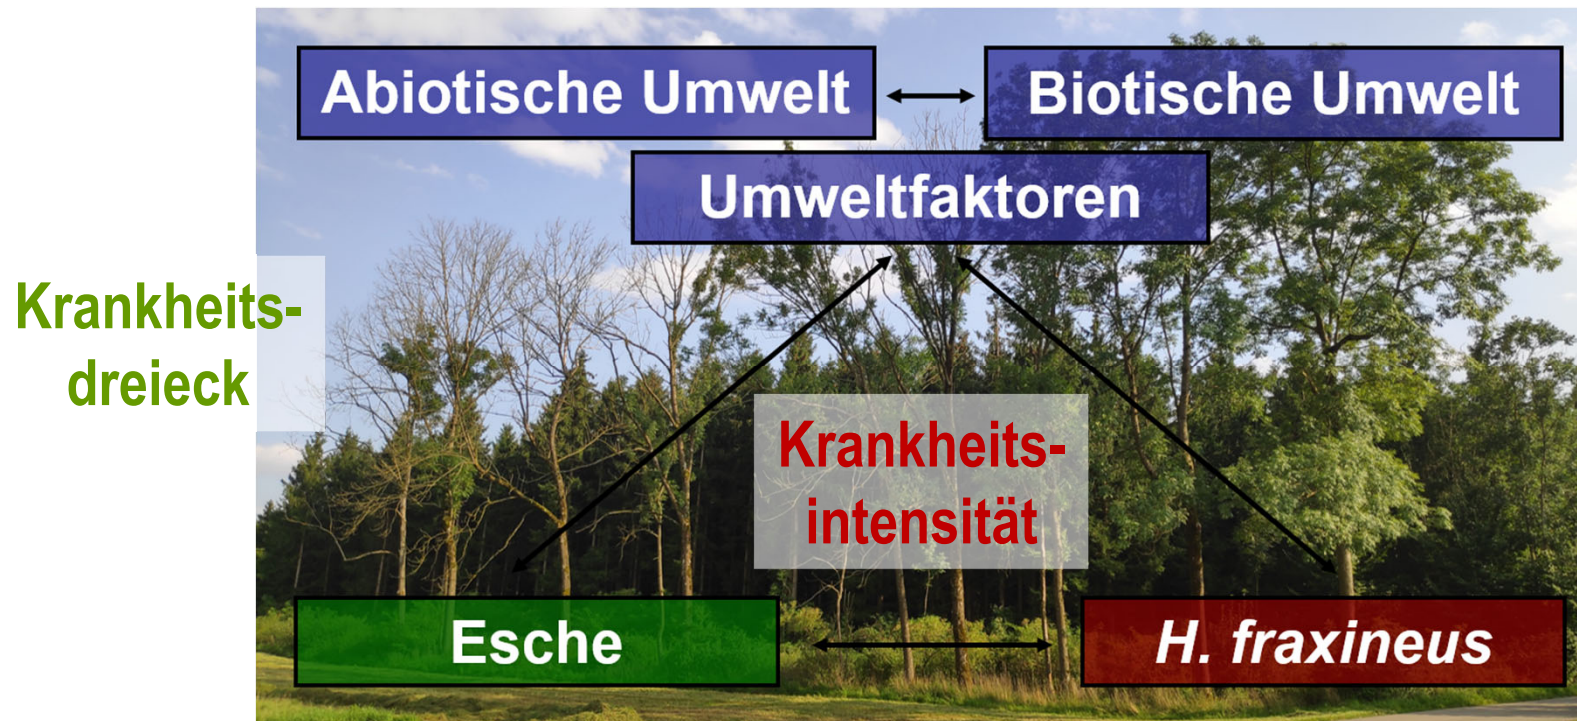 Abiotische Umwelt
Biotische Umwelt
Umweltfaktoren
Krankheits-
dreieck
Krankheits-
intensität
Esche
H. fraxineus